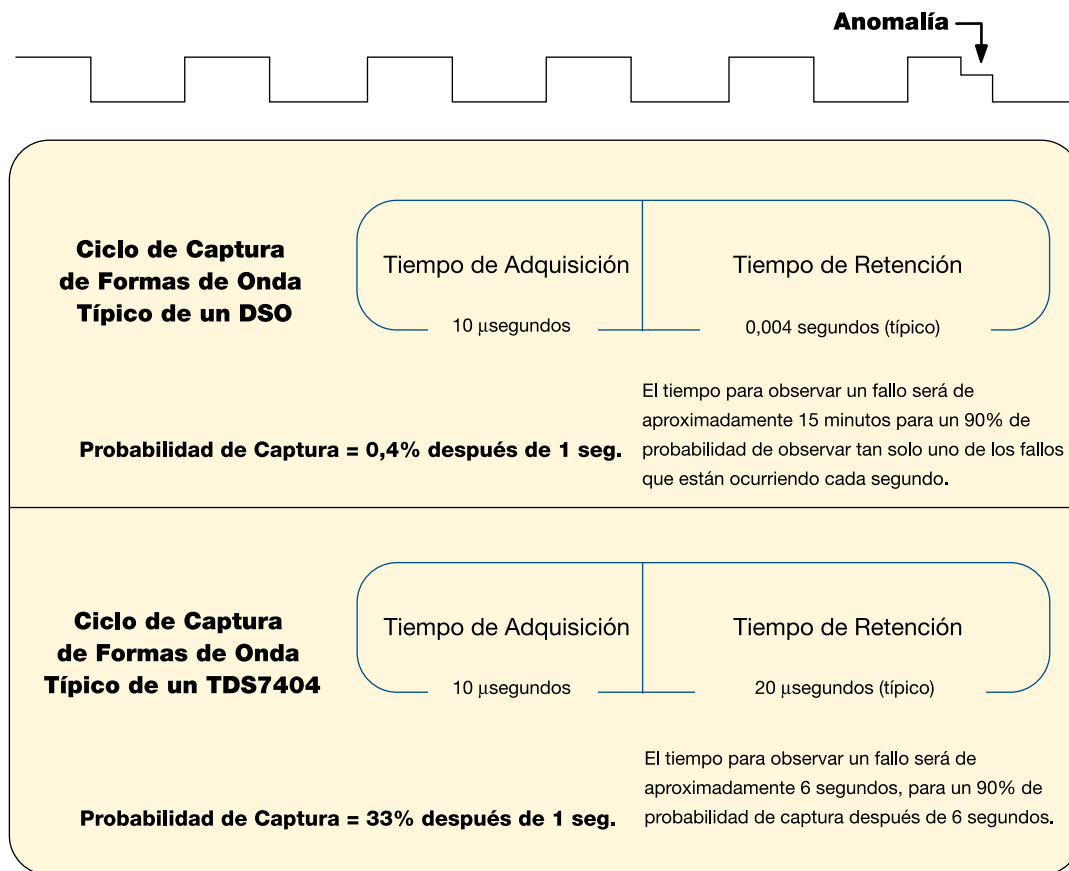 Anomalía
Ciclo de Captura
de Formas de Onda
Típico de un DSO
Tiempo de Adquisición
Tiempo de Retención
10 μsegundos
0,004 segundos (típico)
Probabilidad de Captura = 0,4% después de 1 seg.
El tiempo para observar un fallo será de
aproximadamente 15 minutos para un 90% de
probabilidad de observar tan solo uno de los fallos
que están ocurriendo cada segundo.
Ciclo de Captura
de Formas de Onda
Típico de un TDS7404
Tiempo de Adquisición
Tiempo de Retención
10 μsegundos
20 μsegundos (típico)
Probabilidad de Captura = 33% después de 1 seg.
El tiempo para observar un fallo será de
aproximadamente 6 segundos, para un 90% de
probabilidad de captura después de 6 segundos.